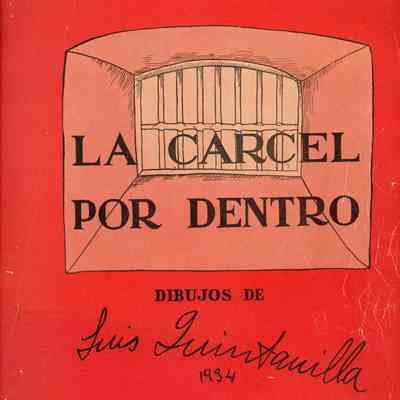 LA CARCEL
POR DENTRO
DIBUJOS DE
Luis Quintanilla
1934